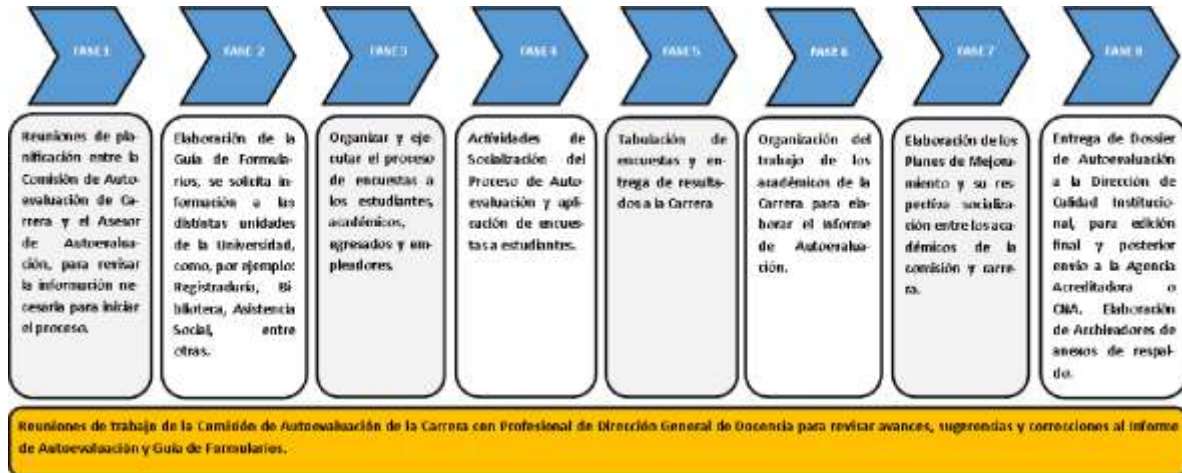 FASE 1
FASE 2
FASE 3
FASE 4
FASE 5
FASE 6
FASE 7
FASE 8
Reuniones de pla-
nificación entre la
Comisión de Auto-
evaluación de Ca-
rrera y el Asesor
de Autoevalua-
ción, para revisar
la información ne-
cesaria para iniciar
el proceso.
Elaboración de la
Guía de Formula-
rios, se solicita in-
formación a las
distintas unidades
de la Universidad,
como, por ejemplo:
Registraduría, Bi-
blioteca, Asistencia
Social, entre
otras.
Organizar y eje-
cutar el proceso
de encuestas a
los estudiantes,
académicos,
egresados y em-
pleadores.
Actividades de
Socialización del
Proceso de Auto-
evaluación y apli-
cación de encues-
tas a estudiantes.
Tabulación de
encuestas y en-
trega de resulta-
dos a la Carrera
Organización del
trabajo de los
académicos de la
Carrera para ela-
borar el informe
de Autoevalua-
ción.
Elaboración de los
Planes de Mejora-
miento y su res-
pectiva socializa-
ción entre los aca-
démicos de la
comisión y carre-
ra.
Entrega de Dossier
de Autoevaluación
a la Dirección de
Calidad Institucio-
nal, para edición
final y posterior
envío a la Agencia
Acreditadora o
CNA. Elaboración
de Archivadores de
anexos de respal-
do.
Reuniones de trabajo de la Comisión de Autoevaluación de la Carrera con Profesional de Dirección General de Docencia para revisar avances, sugerencias y correcciones al Informe
de Autoevaluación y Guía de Formularios.